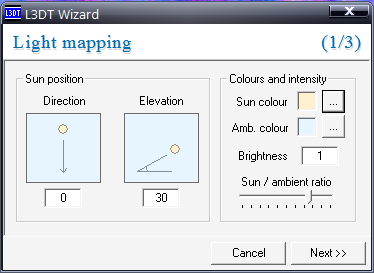 L3DT L3DT Wizard
Light mapping (1/3)
Sun position
Direction Elevation
0 30
Colours and intensity
Sun colour ...
Amb. colour ...
Brightness 1
Sun / ambient ratio
Cancel Next >>